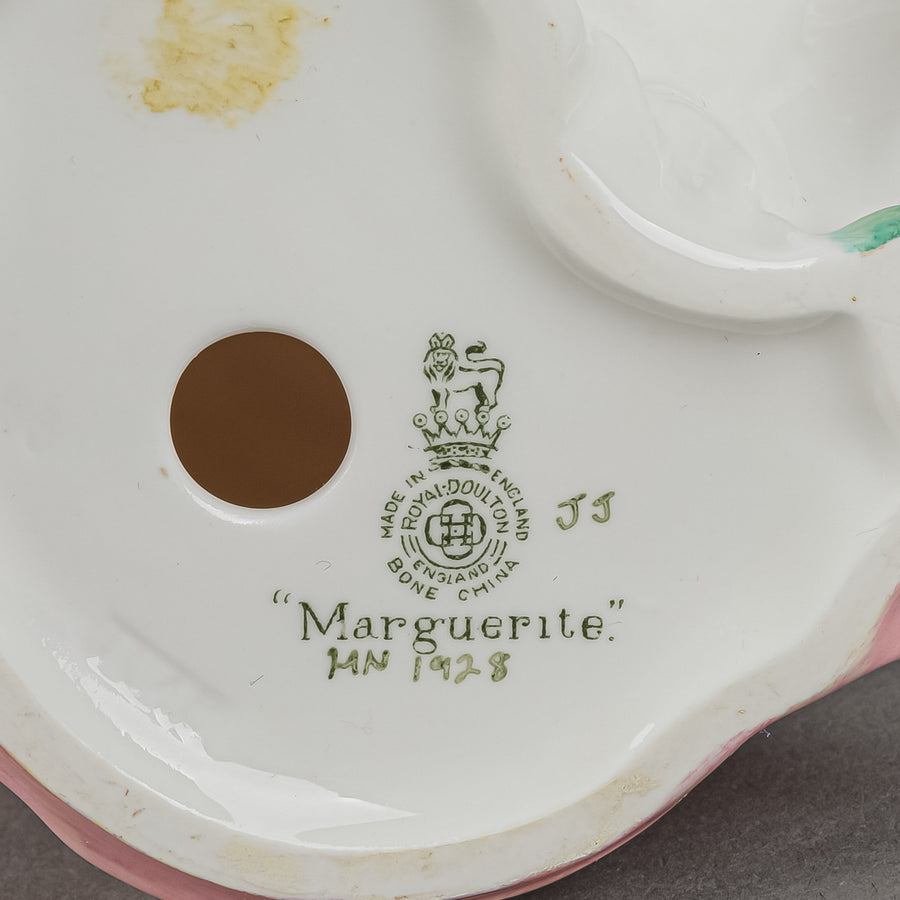 MADE IN ENGLAND
ROYAL·DOULTON
ENGLAND
BONE CHINA
JJ
"Marguerite."
HN 1928